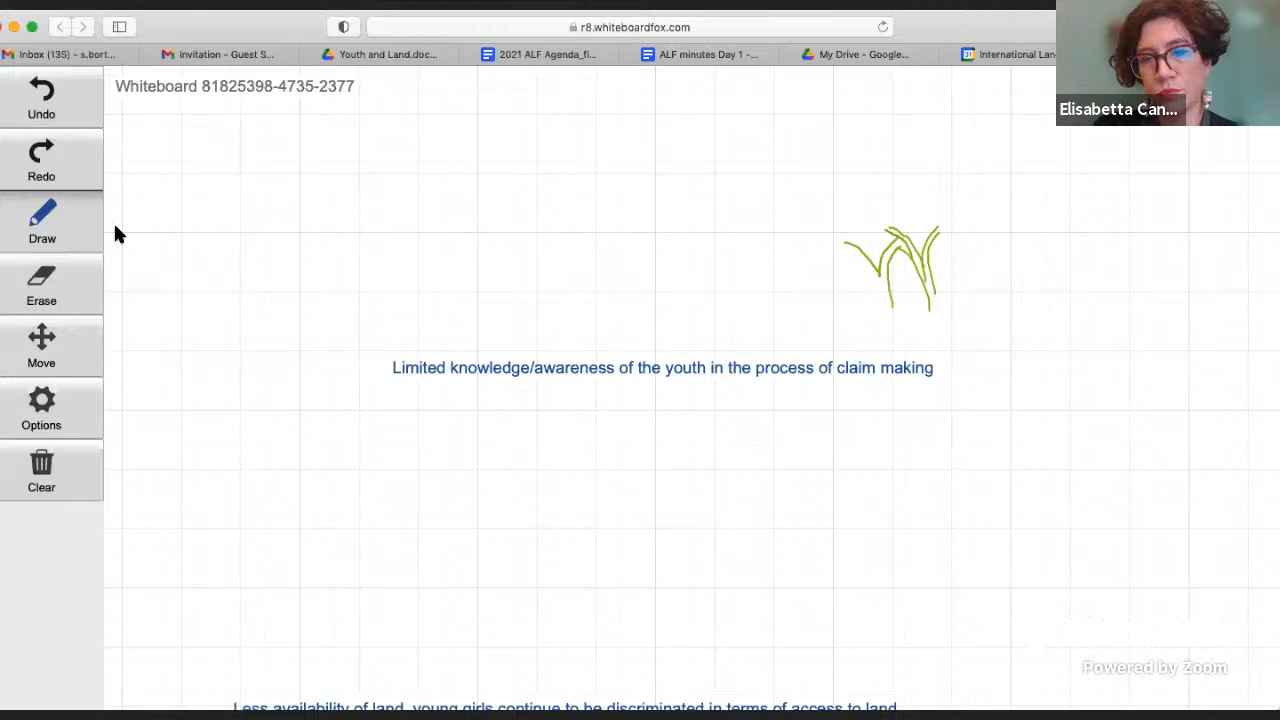 r8.whiteboardfox.com
Inbox (135) - s.bort...
Invitation - Guest S...
Youth and Land.doc...
2021 ALF Agenda_fi...
ALF minutes Day 1 -...
My Drive - Google...
International Lan
Elisabetta Can...
Whiteboard 81825398-4735-2377
Undo
Redo
Draw
Erase
Move
Options
Clear
Limited knowledge/awareness of the youth in the process of claim making
Less availability of land, young girls continue to be discriminated in terms of access to land
Powered by Zoom